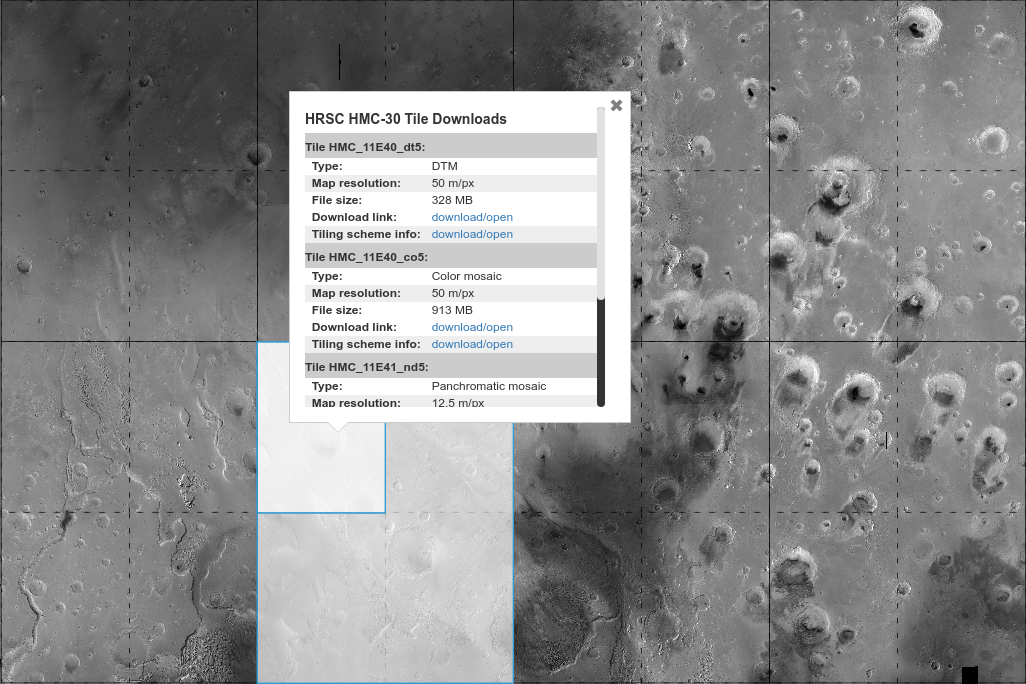 HRSC HMC-30 Tile Downloads
✖
Tile HMC_11E40_dt5:
Type: DTM
Map resolution: 50 m/px
File size: 328 MB
Download link: download/open
Tiling scheme info: download/open
Tile HMC_11E40_co5:
Type: Color mosaic
Map resolution: 50 m/px
File size: 913 MB
Download link: download/open
Tiling scheme info: download/open
Tile HMC_11E41_nd5:
Type: Panchromatic mosaic
Map resolution: 12.5 m/px